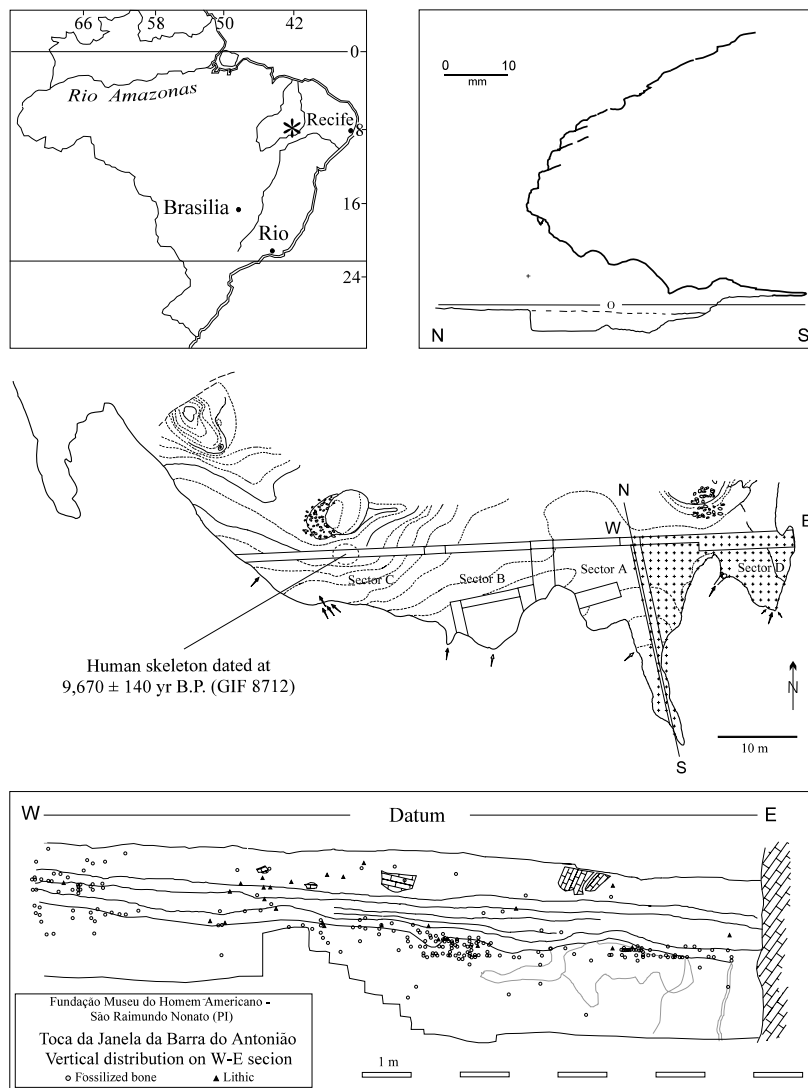 66 58 50 42
0
Rio Amazonas
Recife
8
16
Brasilia
Rio
24
0 10
mm
O
N S
N
W E
Sector C Sector B Sector A Sector D
Human skeleton dated at
9,670 ± 140 yr B.P. (GIF 8712)
N
10 m
S
W Datum E
Fundação Museu do Homem Americano -
São Raimundo Nonato (PI)
Toca da Janela da Barra do Antonião
Vertical distribution on W-E secion
Fossilized bone Lithic
1 m